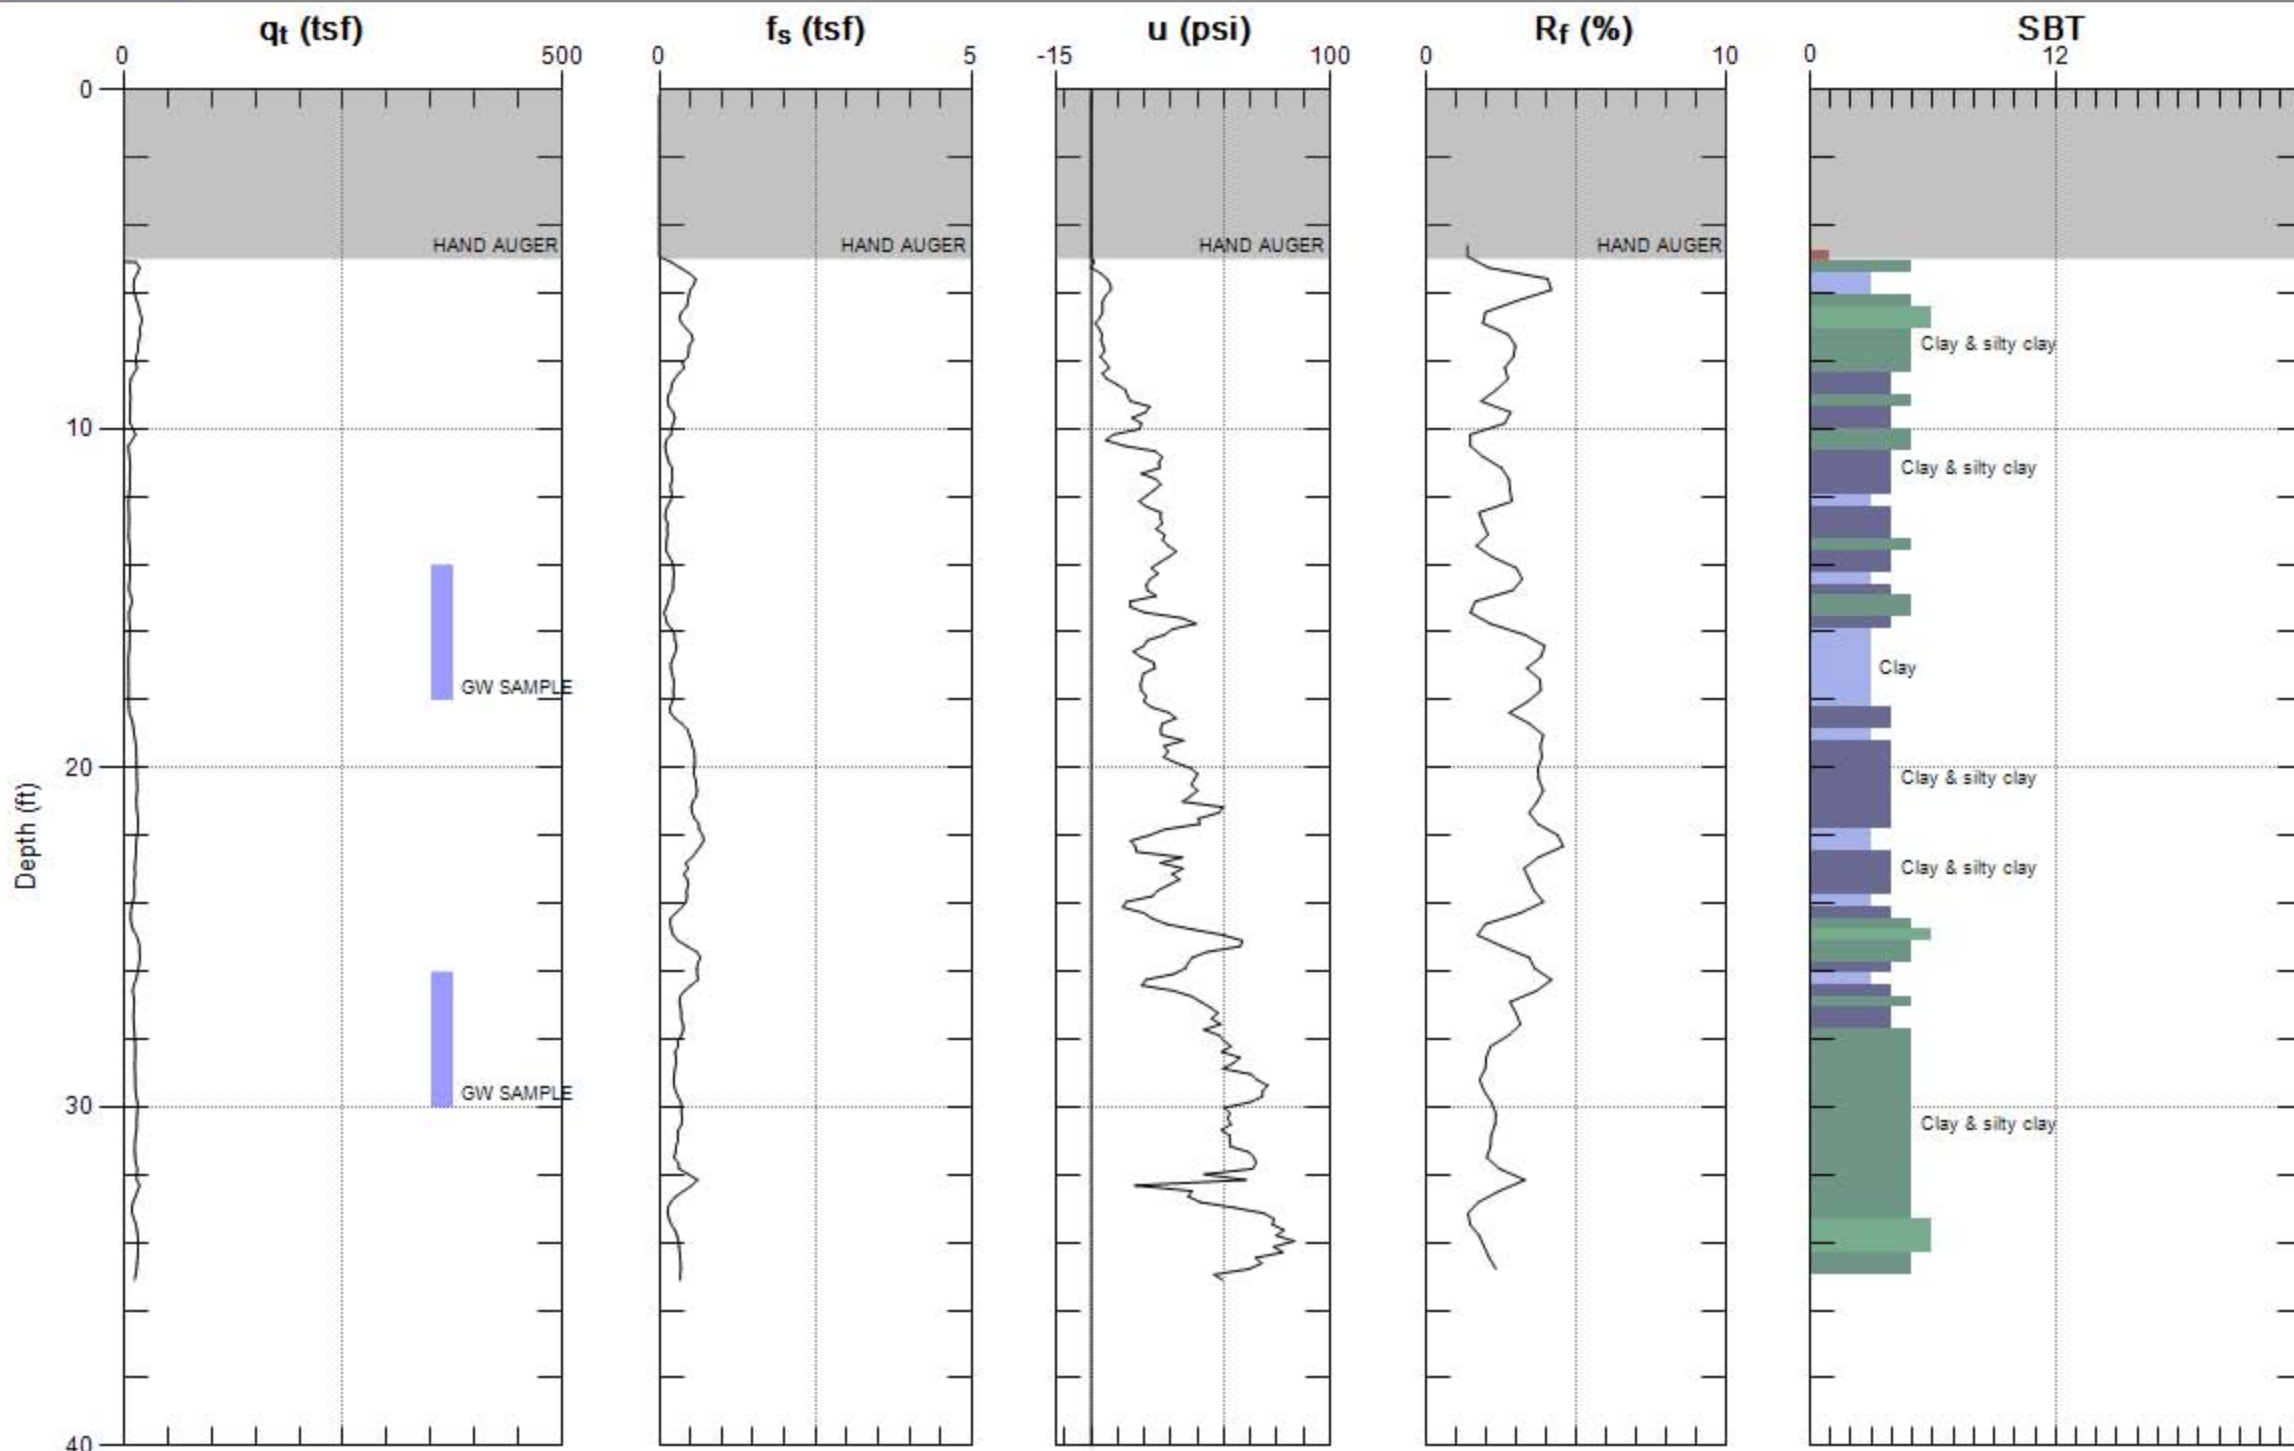 qt (tsf)
fs (tsf)
u (psi)
Rf (%)
SBT
0
500
0
5
-15
100
0
10
0
12
0
HAND AUGER
HAND AUGER
HAND AUGER
HAND AUGER
Clay & silty clay
10
Clay & silty clay
Clay
GW SAMPLE
20
Clay & silty clay
Depth (ft)
Clay & silty clay
GW SAMPLE
30
Clay & silty clay
40